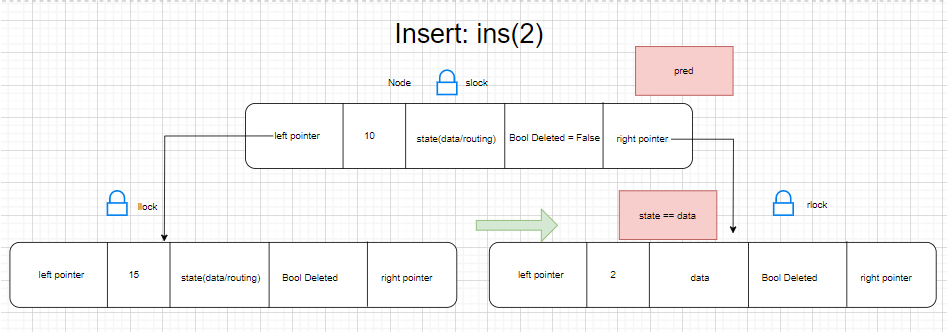 Insert: ins(2)
pred
Node
slock
left pointer
10
state(data/routing)
Bool Deleted = False
right pointer
llock
state == data
rlock
left pointer
15
state(data/routing)
Bool Deleted
right pointer
left pointer
2
data
Bool Deleted
right pointer